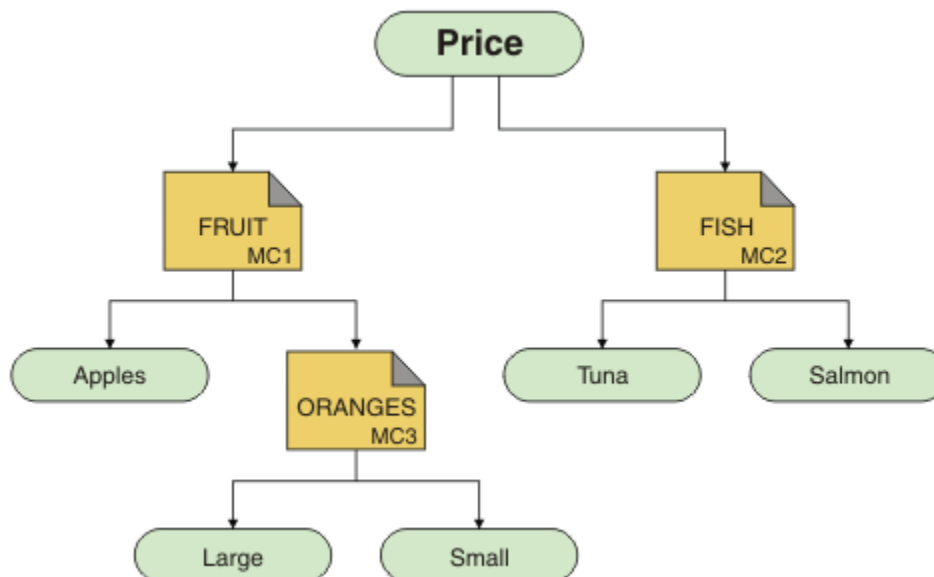 Price
FRUIT
MC1
FISH
MC2
Apples
ORANGES
MC3
Tuna
Salmon
Large
Small